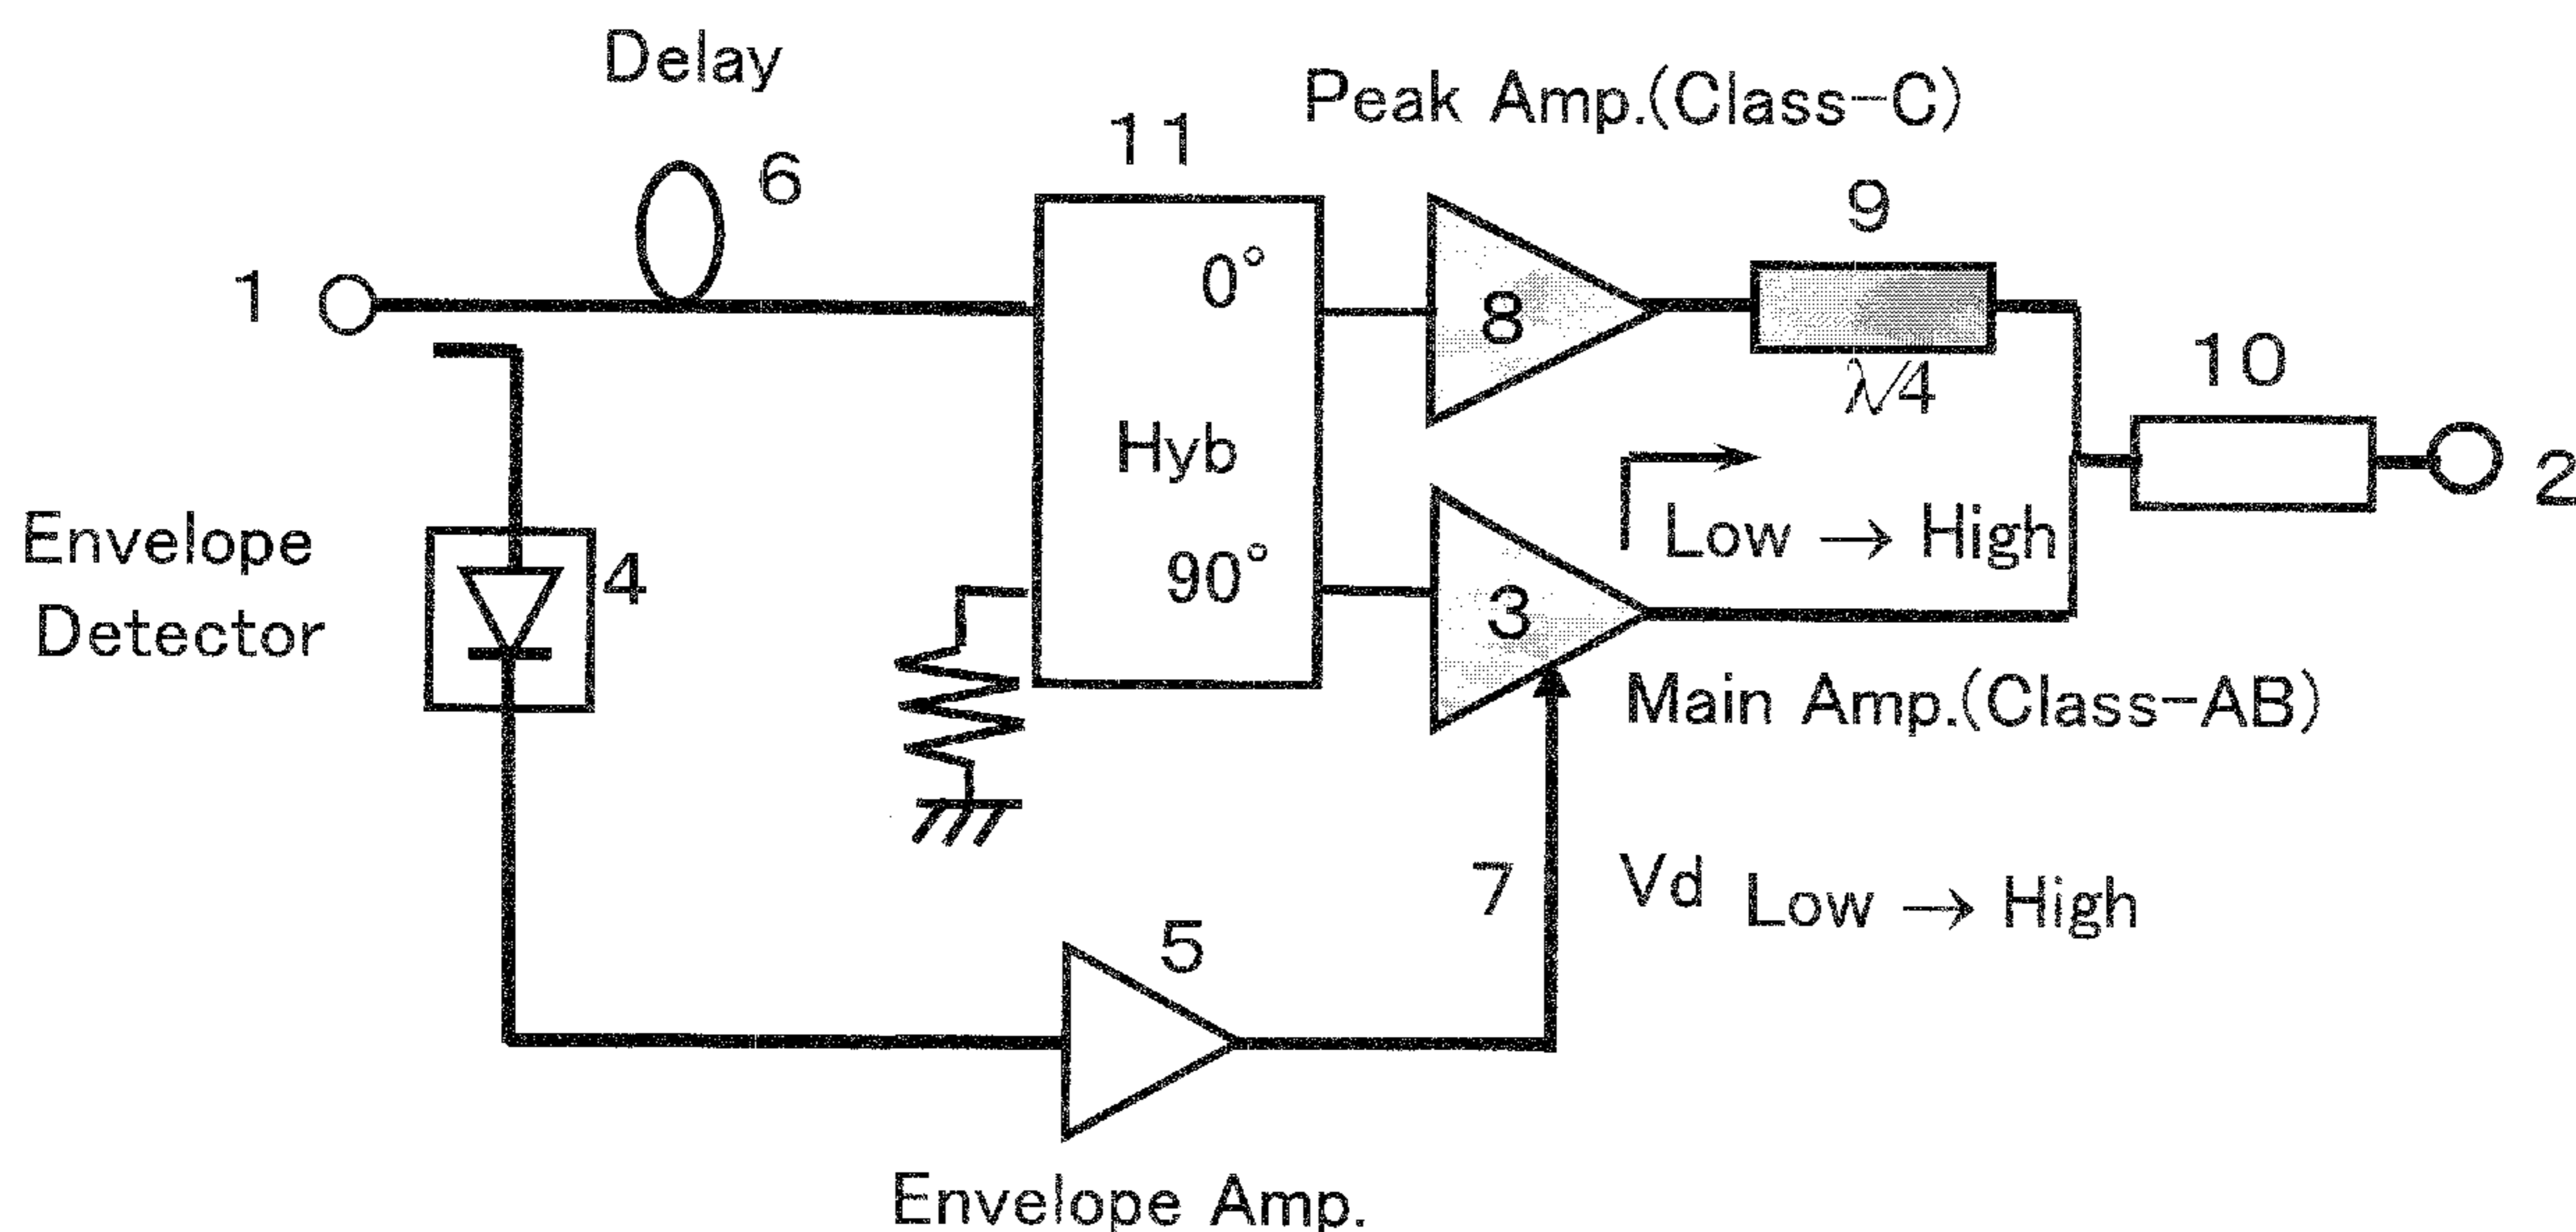 Delay
6
1
11
0°
Hyb
90°
Peak Amp.(Class-C)
8
9
λ/4
10
2
Low → High
3
Main Amp.(Class-AB)
Envelope
Detector
4
7
Vd Low → High
5
Envelope Amp.